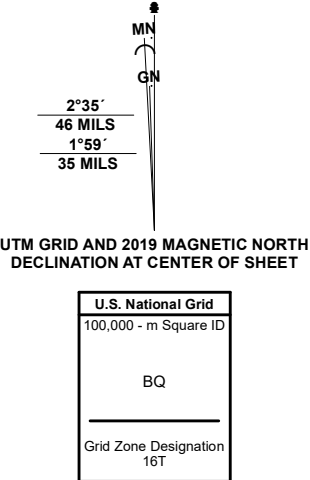 MN
GN
2°35´
46 MILS
1°59´
35 MILS
UTM GRID AND 2019 MAGNETIC NORTH
DECLINATION AT CENTER OF SHEET
U.S. National Grid
100,000 - m Square ID
BQ
Grid Zone Designation
16T